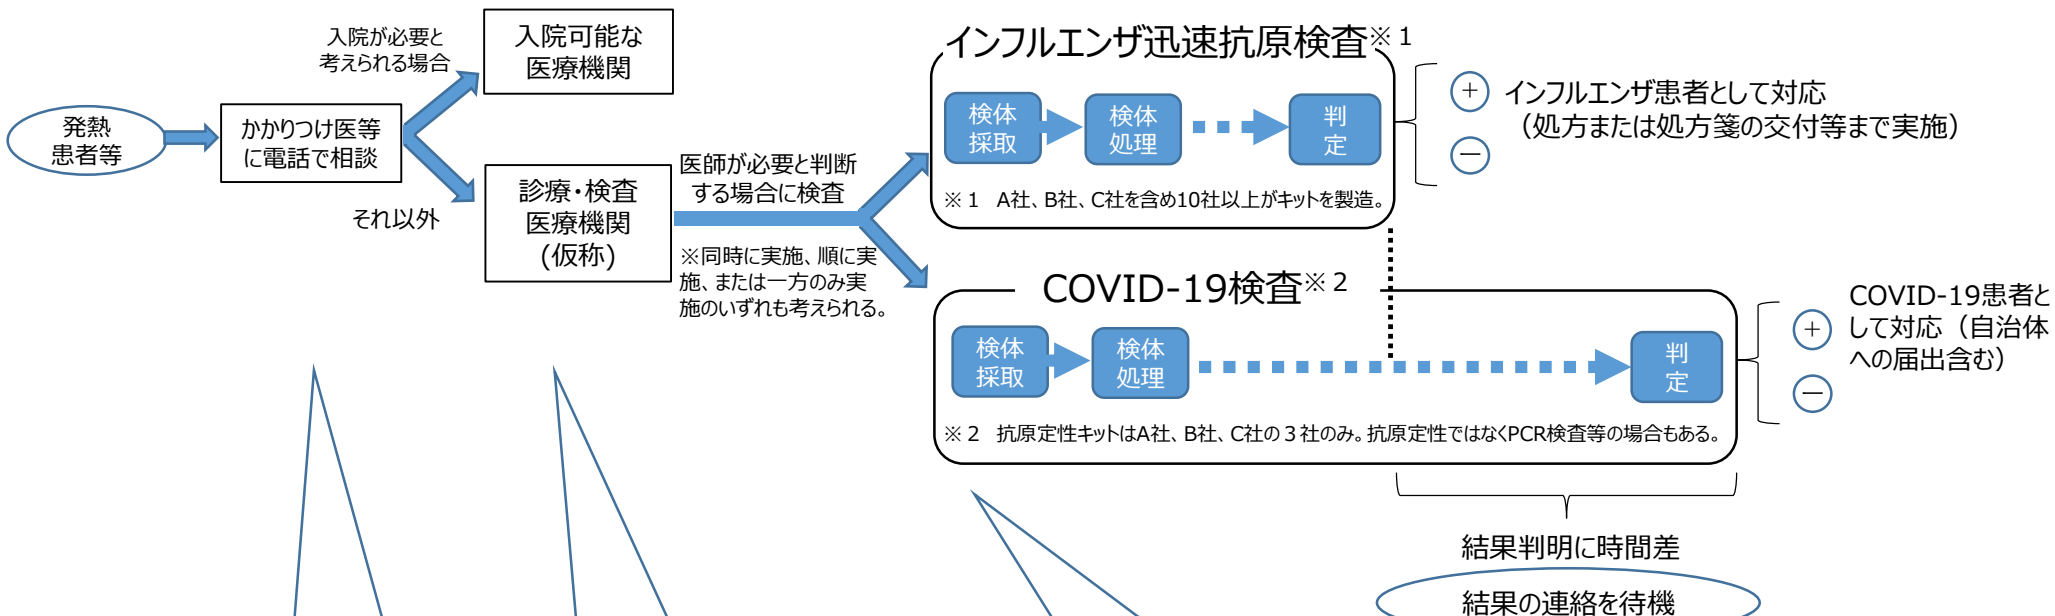 発熱
患者等
かかりつけ医等
に電話で相談
入院が必要と
考えられる場合
入院可能な
医療機関
それ以外
診療・検査
医療機関
(仮称)
医師が必要と判断
する場合に検査
※同時に実施、順に実
施、または一方のみ実
施のいずれも考えられる。
インフルエンザ迅速抗原検査※1
検体
採取
検体
処理
判
定
※1 A社、B社、C社を含め10社以上がキットを製造。
+
−
インフルエンザ患者として対応
(処方または処方箋の交付等まで実施)
COVID-19検査※2
検体
採取
検体
処理
判
定
※2 抗原定性キットはA社、B社、C社の3社のみ。抗原定性ではなくPCR検査等の場合もある。
+
−
COVID-19患者と
して対応(自治体
への届出含む)
結果判明に時間差
結果の連絡を待機